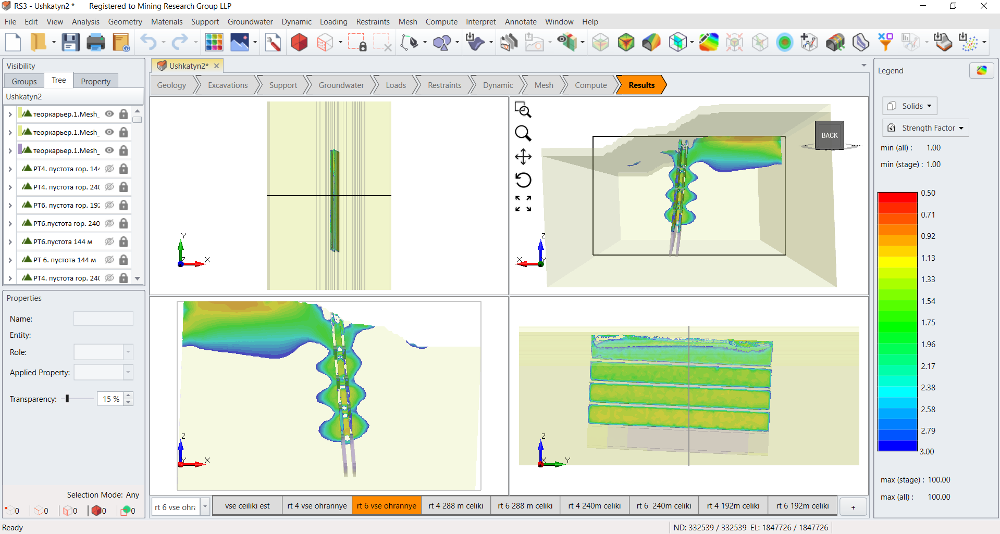 RS3 - Ushkatyn2 *    Registered to Mining Research Group LLP
File Edit View Analysis Geometry Materials Support Groundwater Dynamic Loading Restraints Mesh Compute Interpret Annotate Window Help
Visibility
Groups Tree Property
Ushkatyn2
теоркарьер.1.Mesh_
теоркарьер.1.Mesh_
теоркарьер.1.Mesh_
РТ4. пустота гор. 144
РТ4. пустота гор. 240
РТ6. пустота гор. 192
РТ6.пустота гор. 240
РТ6.пустота 144 м
РТ 6. пустота 144 м
РТ4. пустота гор. 240
Properties
Name:
Entity:
Role:
Applied Property:
Transparency: 15 %
Selection Mode: Any
0 0 0 0 0
Ushkatyn2*
Geology Excavations Support Groundwater Loads Restraints Dynamic Mesh Compute Results
Y
Z X
BACK
Z
X Y
Z
Y X
Z
X Y
rt 6 vse ohra vse ceiliki est rt 4 vse ohrannye rt 6 vse ohrannye rt 4 288 m celiki rt 6 288 m celiki rt 4 240m celiki rt 6 240m celiki rt 4 192m celiki rt 6 192m celiki +
Legend
Solids
Strength Factor
min (all) : 1.00
min (stage) : 1.00
0.50
0.71
0.92
1.13
1.33
1.54
1.75
1.96
2.17
2.38
2.58
2.79
3.00
max (stage) : 100.00
max (all) : 100.00
Ready
ND: 332539 / 332539 EL: 1847726 / 1847726